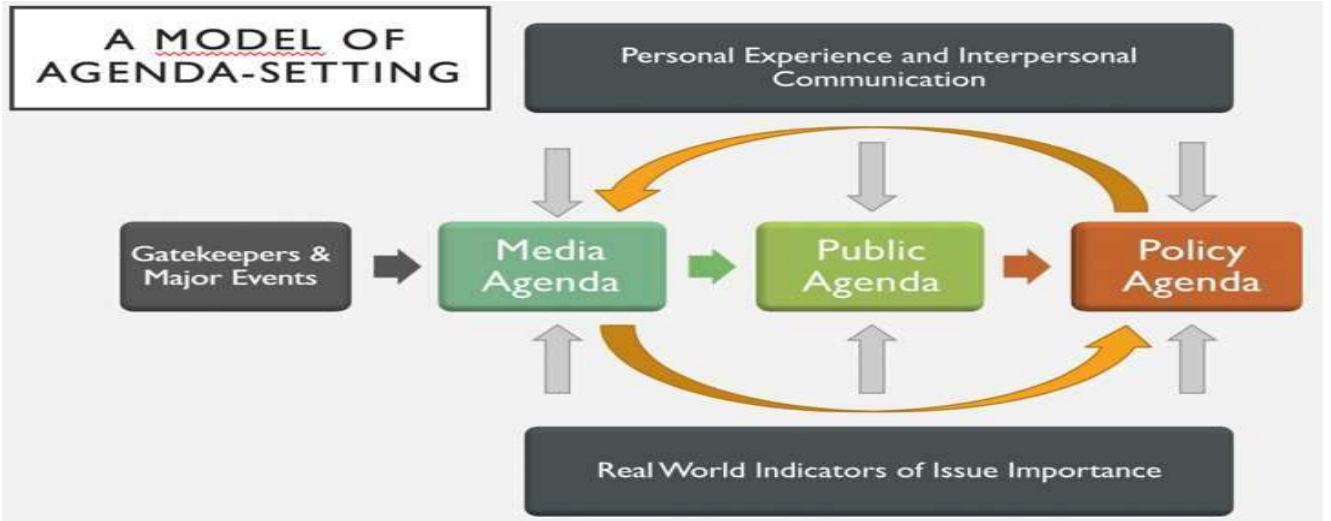 A MODEL OF
AGENDA-SETTING
Personal Experience and Interpersonal
Communication
Gatekeepers &
Major Events
Media
Agenda
Public
Agenda
Policy
Agenda
Real World Indicators of Issue Importance